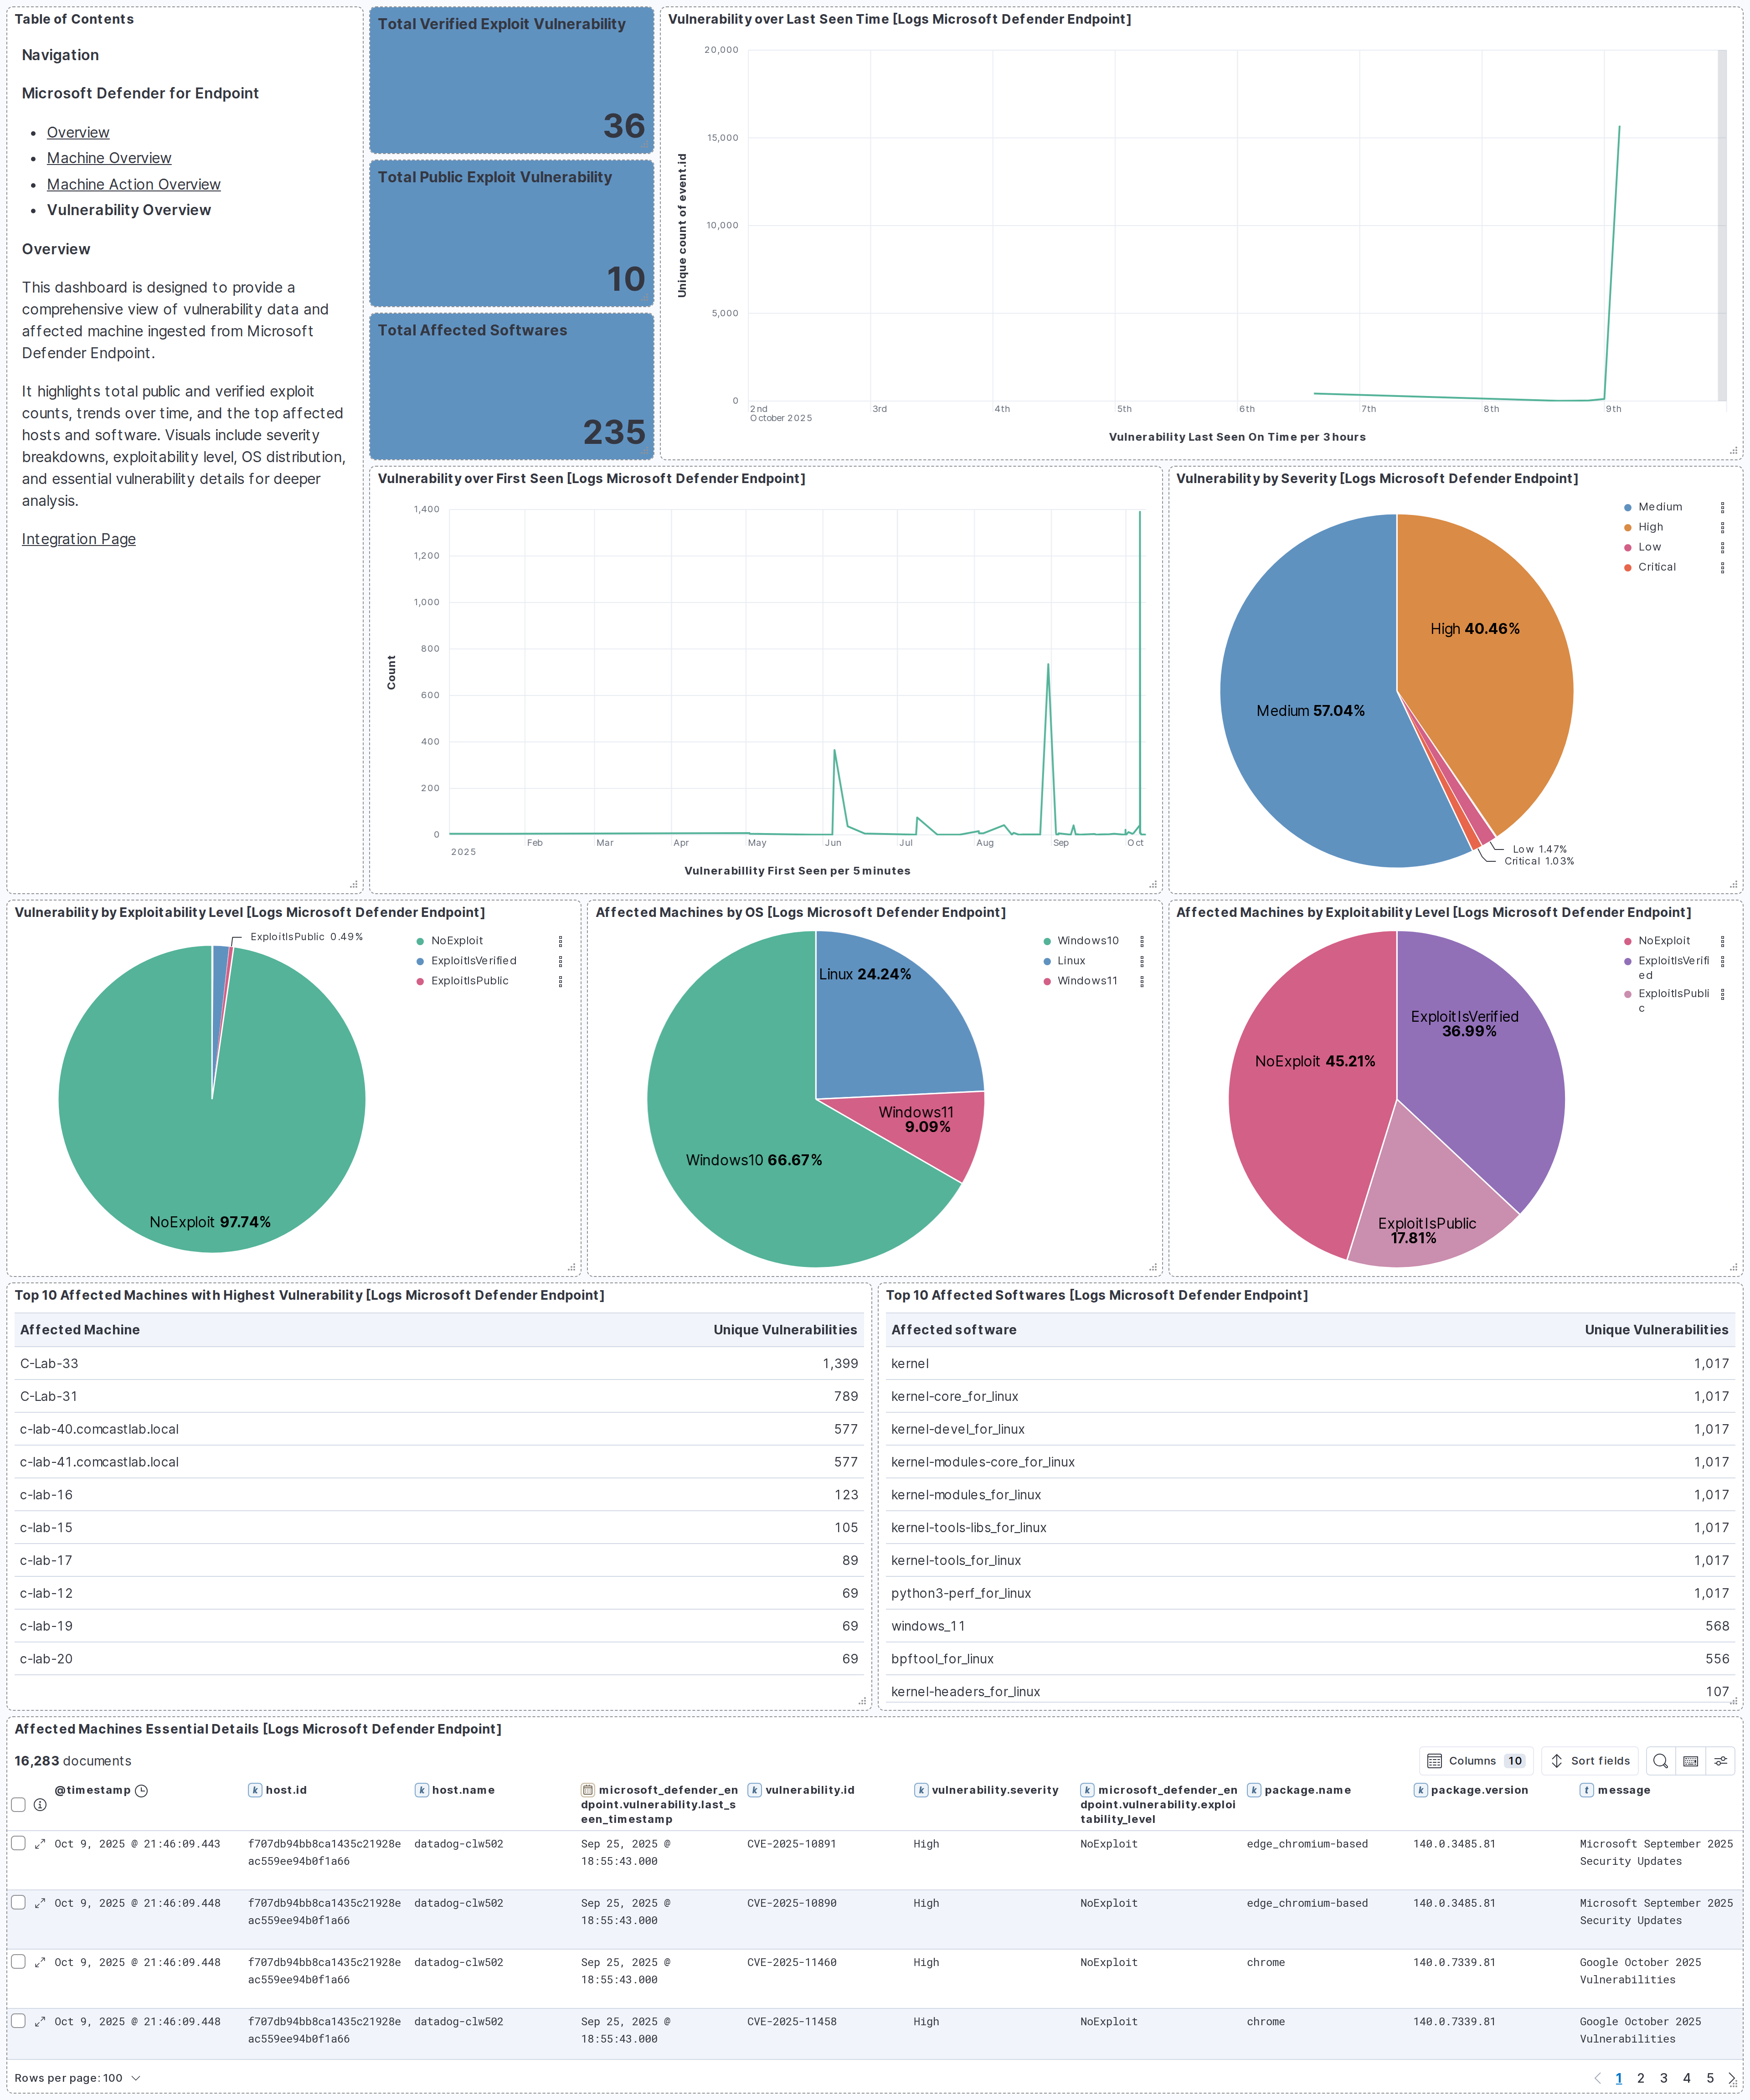 Table of Contents
Navigation
Microsoft Defender for Endpoint
Overview
Machine Overview
Machine Action Overview
Vulnerability Overview
Overview
This dashboard is designed to provide a
comprehensive view of vulnerability data and
affected machine ingested from Microsoft
Defender Endpoint.
It highlights total public and verified exploit
counts, trends over time, and the top affected
hosts and software. Visuals include severity
breakdowns, exploitability level, OS distribution,
and essential vulnerability details for deeper
analysis.
Integration Page
Total Verified Exploit Vulnerability
36
Total Public Exploit Vulnerability
10
Total Affected Softwares
235
Vulnerability over Last Seen Time [Logs Microsoft Defender Endpoint]
Unique count of event.id
20,000
15,000
10,000
5,000
0
2nd
October 2025
3rd
4th
5th
6th
7th
8th
9th
Vulnerability Last Seen On Time per 3 hours
Vulnerability over First Seen [Logs Microsoft Defender Endpoint]
Count
1,400
1,200
1,000
800
600
400
200
0
2025
Feb
Mar
Apr
May
Jun
Jul
Aug
Sep
Oct
Vulnerabillity First Seen per 5 minutes
Vulnerability by Severity [Logs Microsoft Defender Endpoint]
High 40.46%
Medium 57.04%
Low 1.47%
Critical 1.03%
Medium
High
Low
Critical
Vulnerability by Exploitability Level [Logs Microsoft Defender Endpoint]
ExploitIsPublic 0.49%
NoExploit 97.74%
NoExploit
ExploitIsVerified
ExploitIsPublic
Affected Machines by OS [Logs Microsoft Defender Endpoint]
Linux 24.24%
Windows11
9.09%
Windows10 66.67%
Windows10
Linux
Windows11
Affected Machines by Exploitability Level [Logs Microsoft Defender Endpoint]
ExploitIsVerified
36.99%
NoExploit 45.21%
ExploitIsPublic
17.81%
NoExploit
ExploitIsVerifi
ed
ExploitIsPubli
c
Top 10 Affected Machines with Highest Vulnerability [Logs Microsoft Defender Endpoint]
Affected Machine Unique Vulnerabilities
C-Lab-33 1,399
C-Lab-31 789
c-lab-40.comcastlab.local 577
c-lab-41.comcastlab.local 577
c-lab-16 123
c-lab-15 105
c-lab-17 89
c-lab-12 69
c-lab-19 69
c-lab-20 69
Top 10 Affected Softwares [Logs Microsoft Defender Endpoint]
Affected software Unique Vulnerabilities
kernel 1,017
kernel-core_for_linux 1,017
kernel-devel_for_linux 1,017
kernel-modules-core_for_linux 1,017
kernel-modules_for_linux 1,017
kernel-tools-libs_for_linux 1,017
kernel-tools_for_linux 1,017
python3-perf_for_linux 1,017
windows_11 568
bpftool_for_linux 556
kernel-headers_for_linux 107
Affected Machines Essential Details [Logs Microsoft Defender Endpoint]
16,283 documents
Columns 10
Sort fields
@timestamp
k host.id
k host.name
microsoft_defender_en
dpoint.vulnerability.last_s
een_timestamp
k vulnerability.id
k vulnerability.severity
k microsoft_defender_en
dpoint.vulnerability.exploi
tability_level
k package.name
k package.version
t message
Oct 9, 2025 @ 21:46:09.443
f707db94bb8ca1435c21928e
ac559ee94b0f1a66
datadog-clw502
Sep 25, 2025 @
18:55:43.000
CVE-2025-10891
High
NoExploit
edge_chromium-based
140.0.3485.81
Microsoft September 2025
Security Updates
Oct 9, 2025 @ 21:46:09.448
f707db94bb8ca1435c21928e
ac559ee94b0f1a66
datadog-clw502
Sep 25, 2025 @
18:55:43.000
CVE-2025-10890
High
NoExploit
edge_chromium-based
140.0.3485.81
Microsoft September 2025
Security Updates
Oct 9, 2025 @ 21:46:09.448
f707db94bb8ca1435c21928e
ac559ee94b0f1a66
datadog-clw502
Sep 25, 2025 @
18:55:43.000
CVE-2025-11460
High
NoExploit
chrome
140.0.7339.81
Google October 2025
Vulnerabilities
Oct 9, 2025 @ 21:46:09.448
f707db94bb8ca1435c21928e
ac559ee94b0f1a66
datadog-clw502
Sep 25, 2025 @
18:55:43.000
CVE-2025-11458
High
NoExploit
chrome
140.0.7339.81
Google October 2025
Vulnerabilities
Rows per page: 100
1 2 3 4 5